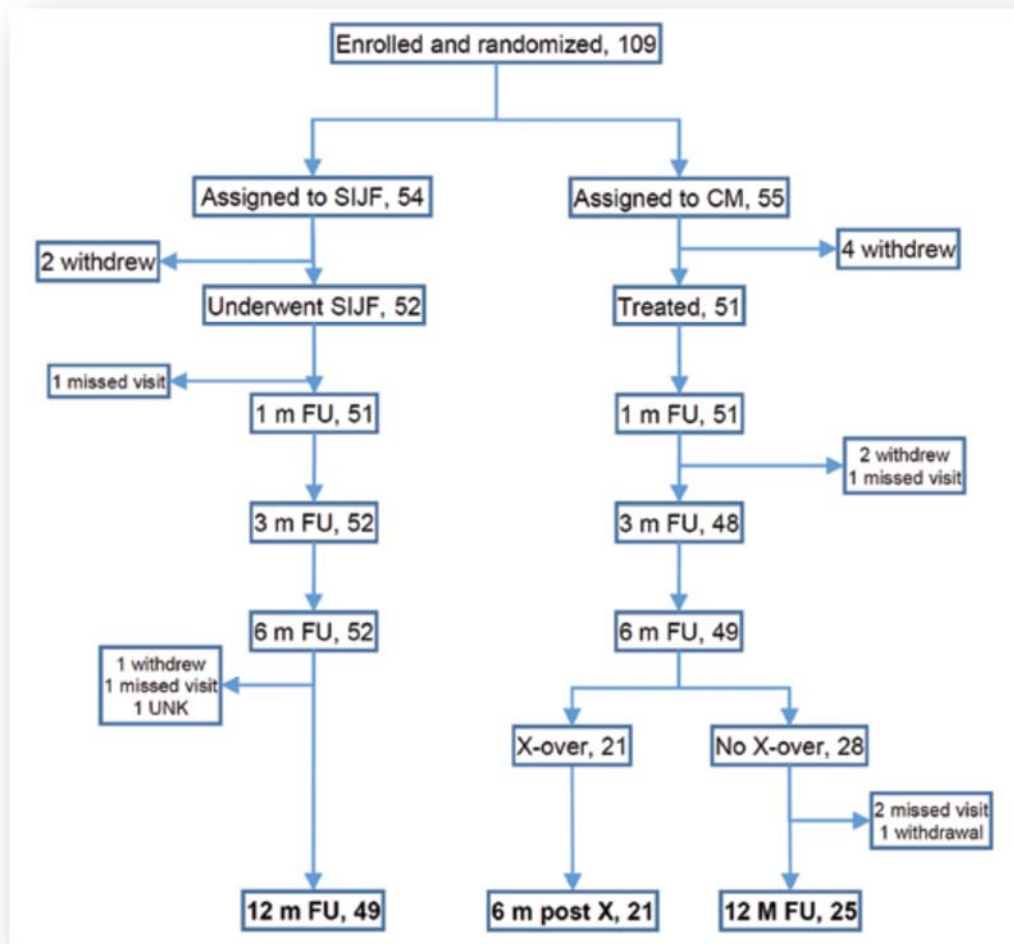 Enrolled and randomized, 109
Assigned to SIJF, 54
Assigned to CM, 55
2 withdrew
4 withdrew
Underwent SIJF, 52
Treated, 51
1 missed visit
1 m FU, 51
1 m FU, 51
2 withdrew
1 missed visit
3 m FU, 52
3 m FU, 48
6 m FU, 52
6 m FU, 49
1 withdrew
1 missed visit
1 UNK
X-over, 21
No X-over, 28
2 missed visit
1 withdrawal
12 m FU, 49
6 m post X, 21
12 M FU, 25